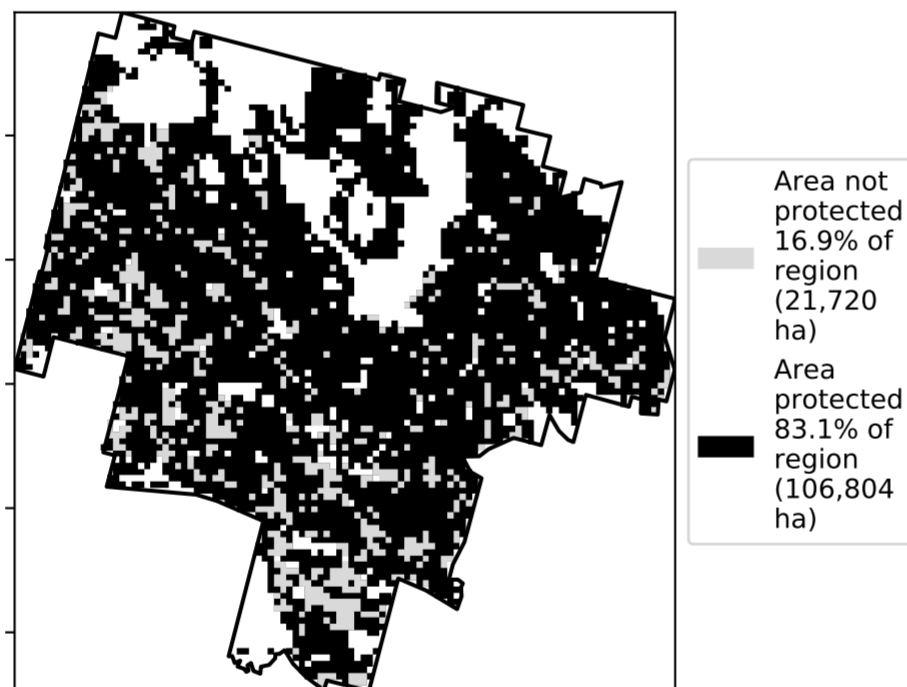 Area not
protected
16.9% of
region
(21,720
ha)
Area
protected
83.1% of
region
(106,804
ha)